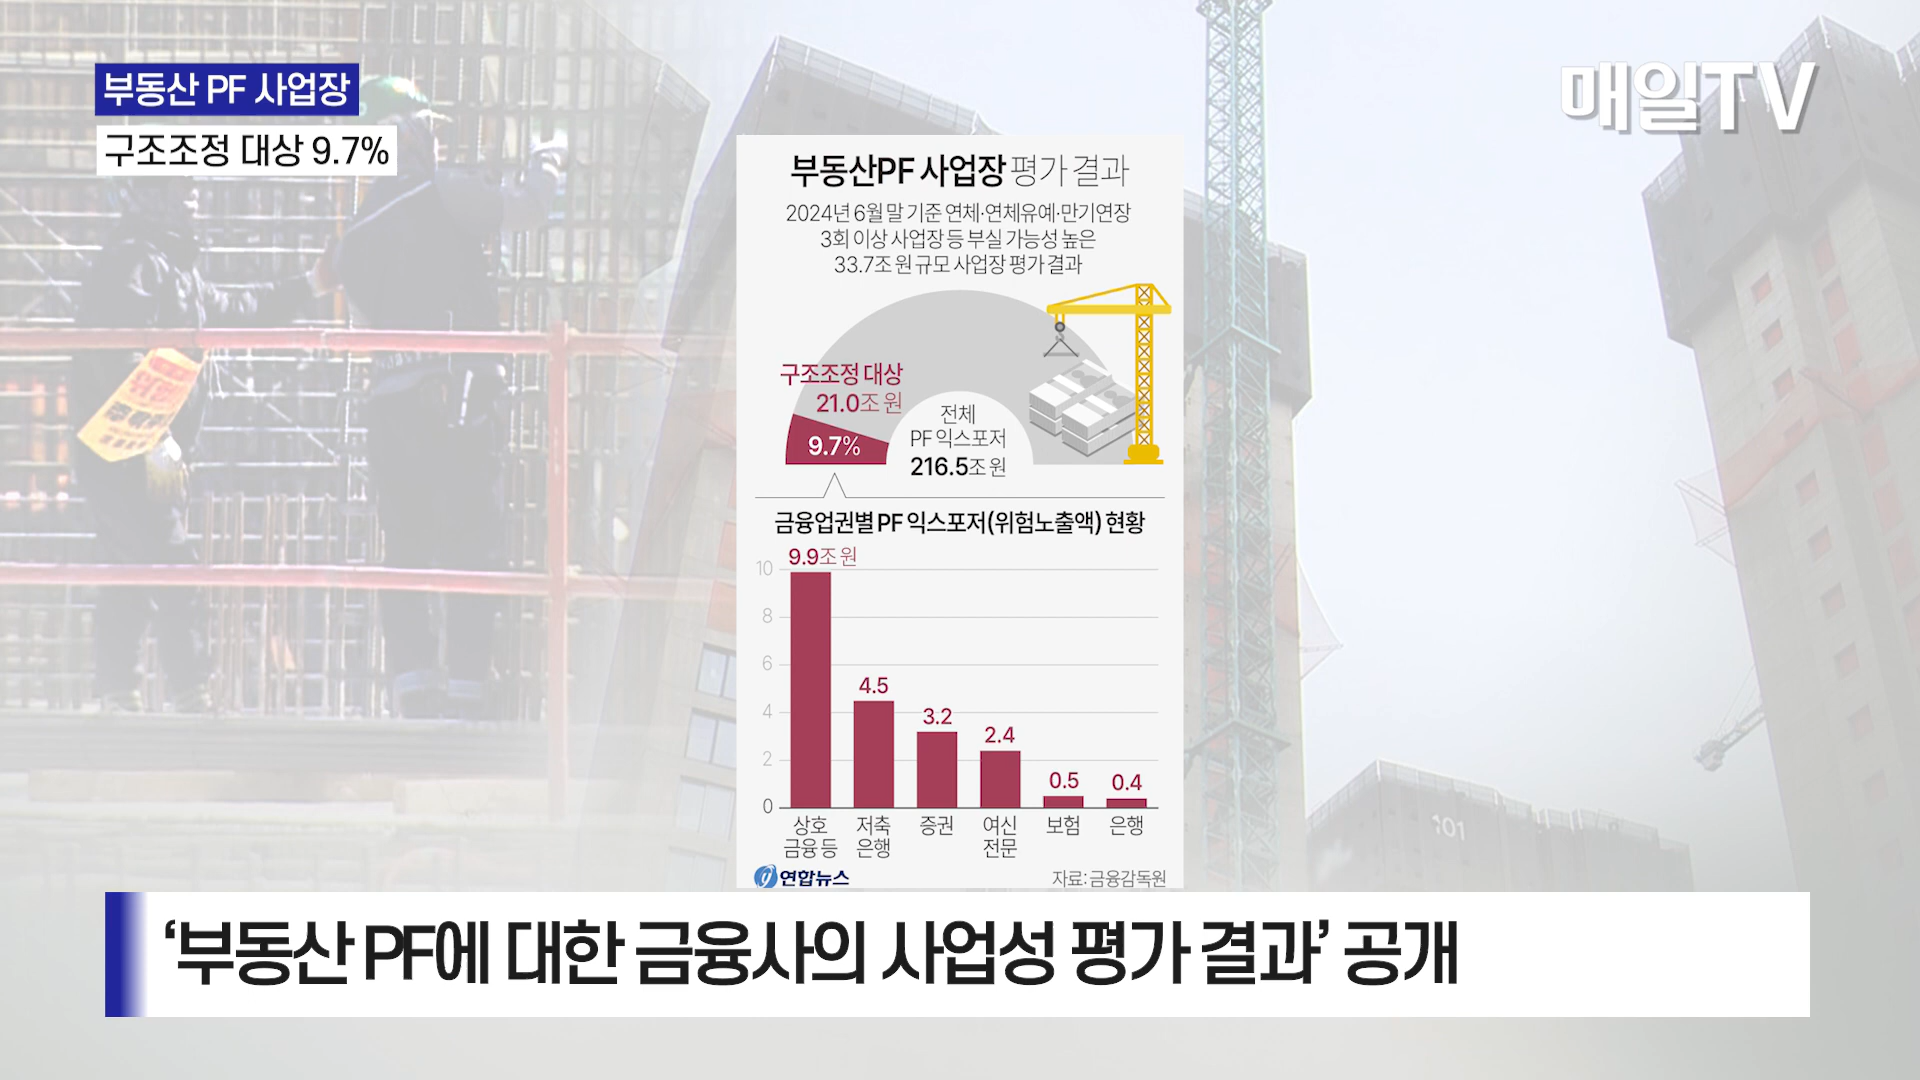 부동산 PF 사업장
구조조정 대상 9.7%
매일TV
부동산PF 사업장 평가 결과
2024년 6월 말 기준 연체·연체유예·만기연장
3회 이상 사업장 등 부실 가능성 높은
33.7조 원 규모 사업장 평가 결과
구조조정 대상
21.0조 원
9.7%
전체
PF 익스포저
216.5조 원
금융업권별 PF 익스포저(위험노출액) 현황
9.9조 원
10
8
6
4
2
0
4.5
3.2
2.4
0.5
0.4
상호
금융 등
저축
은행
증권
여신
전문
보험
은행
연합뉴스
자료: 금융감독원
101
‘부동산 PF에 대한 금융사의 사업성 평가 결과’ 공개